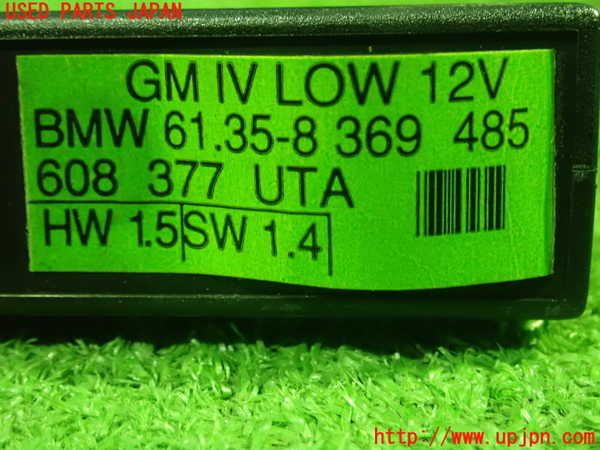 USED PARTS JAPAN
GM IV LOW 12V
BMW 61.35-8 369 485
608 377 UTA
HW 1.5 SW 1.4
http://www.upjpn.com/